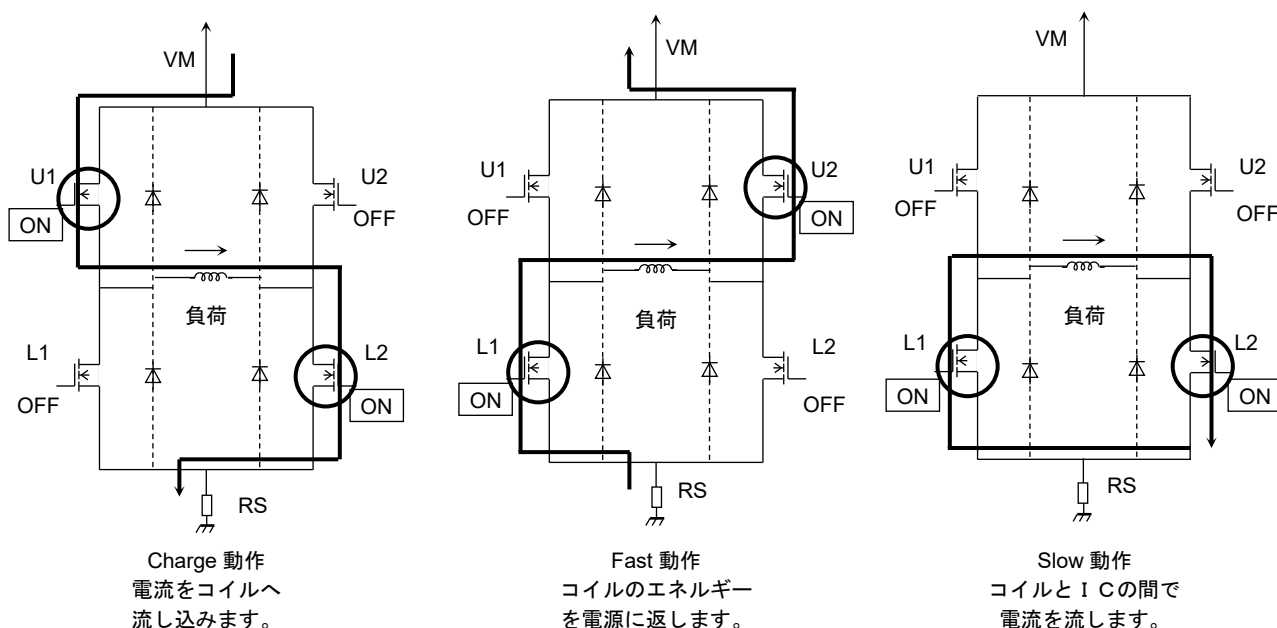 VM
U1
ON
U2
OFF
負荷
L1
OFF
L2
ON
RS
Charge 動作
電流をコイルへ
流し込みます。
VM
U1
OFF
U2
ON
負荷
L1
ON
L2
OFF
RS
Fast 動作
コイルのエネルギー
を電源に返します。
VM
U1
OFF
U2
OFF
負荷
L1
ON
L2
ON
RS
Slow 動作
コイルとＩＣの間で
電流を流します。